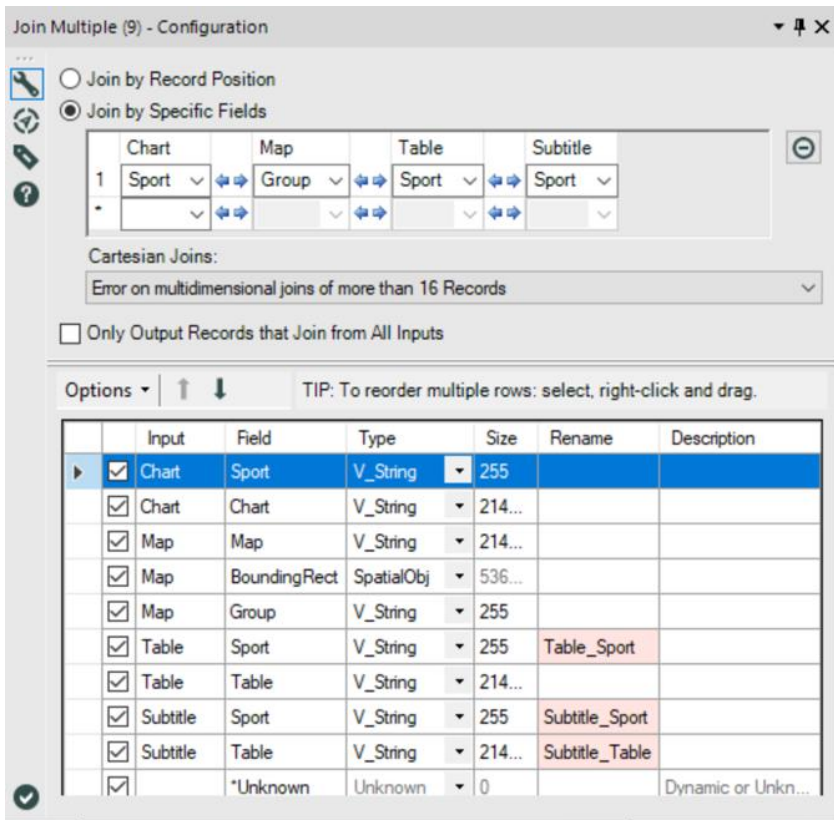 Join Multiple (9) - Configuration
Join by Record Position
Join by Specific Fields
Chart Map Table Subtitle
1 Sport Group Sport Sport
*
Cartesian Joins:
Error on multidimensional joins of more than 16 Records
Only Output Records that Join from All Inputs
Options TIP: To reorder multiple rows: select, right-click and drag.
Input Field Type Size Rename Description
Chart Sport V_String 255
Chart Chart V_String 214...
Map Map V_String 214...
Map BoundingRect SpatialObj 536...
Map Group V_String 255
Table Sport V_String 255 Table_Sport
Table Table V_String 214...
Subtitle Sport V_String 255 Subtitle_Sport
Subtitle Table V_String 214... Subtitle_Table
*Unknown Unknown 0 Dynamic or Unkn...